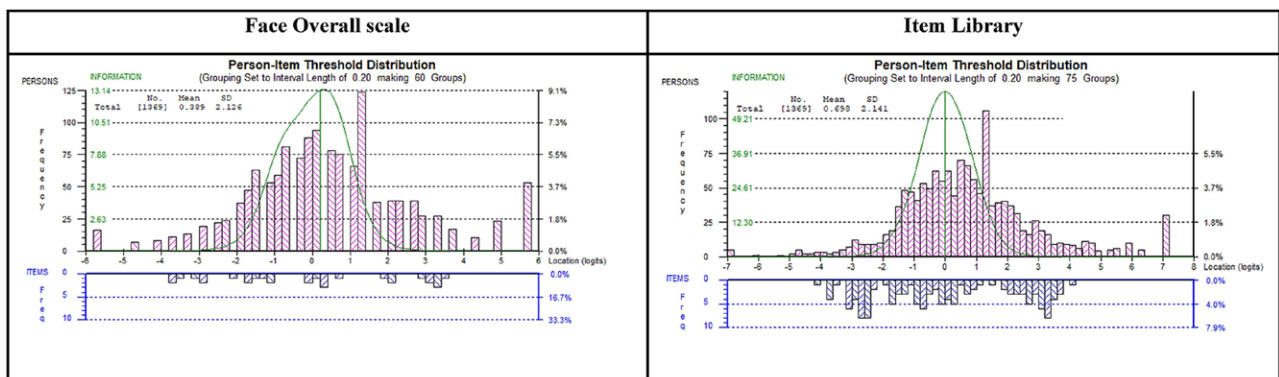 Face Overall scale
Person-Item Threshold Distribution
(Grouping Set to Interval Length of 0.20 making 60 Groups)
PERSONS
INFORMATION
No. Mean SD
Total [1369] 0.389 2.126
Frequency
125
100
75
50
25
0
13.14
10.51
7.88
5.25
2.63
9.1%
7.3%
5.5%
3.7%
1.8%
0.0%
-6 -5 -4 -3 -2 -1 0 1 2 3 4 5 6
Location (logits)
ITEMS
Freq
0
5
10
0.0%
16.7%
33.3%
Item Library
Person-Item Threshold Distribution
(Grouping Set to Interval Length of 0.20 making 75 Groups)
PERSONS
INFORMATION
No. Mean SD
Total [1369] 0.690 2.141
Frequency
100
75
50
25
0
49.21
36.91
24.61
12.30
5.5%
3.7%
1.8%
0.0%
-7 -6 -5 -4 -3 -2 -1 0 1 2 3 4 5 6 7 8
Location (logits)
ITEMS
Freq
0
5
10
0.0%
4.0%
7.9%